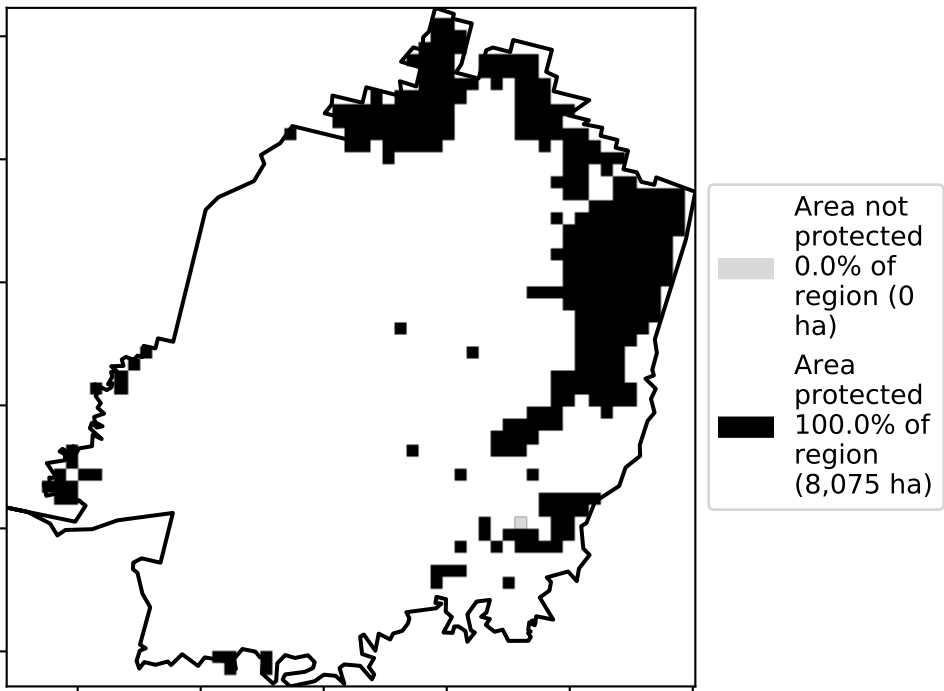 Area not
protected
0.0% of
region (0
ha)
Area
protected
100.0% of
region
(8,075 ha)